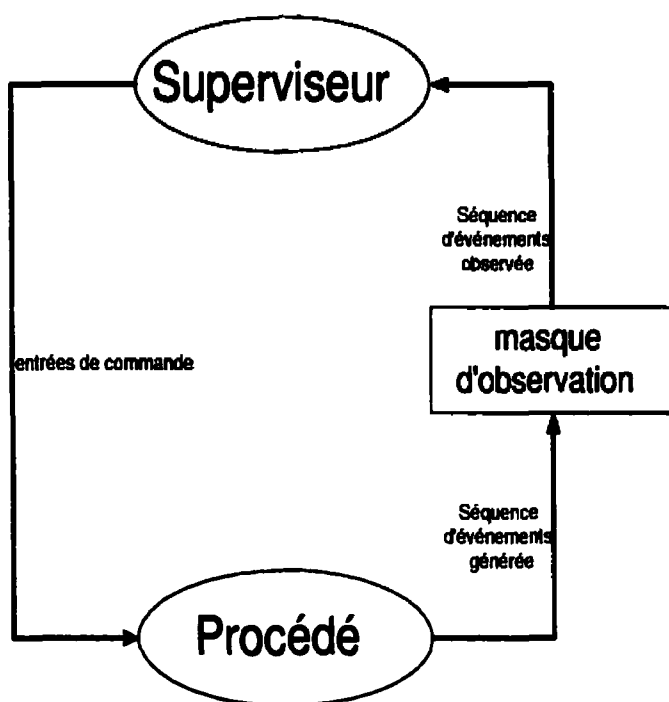 Superviseur
Séquence
d'événements
observée
masque
d'observation
entrées de commande
Séquence
d'événements
générée
Procédé